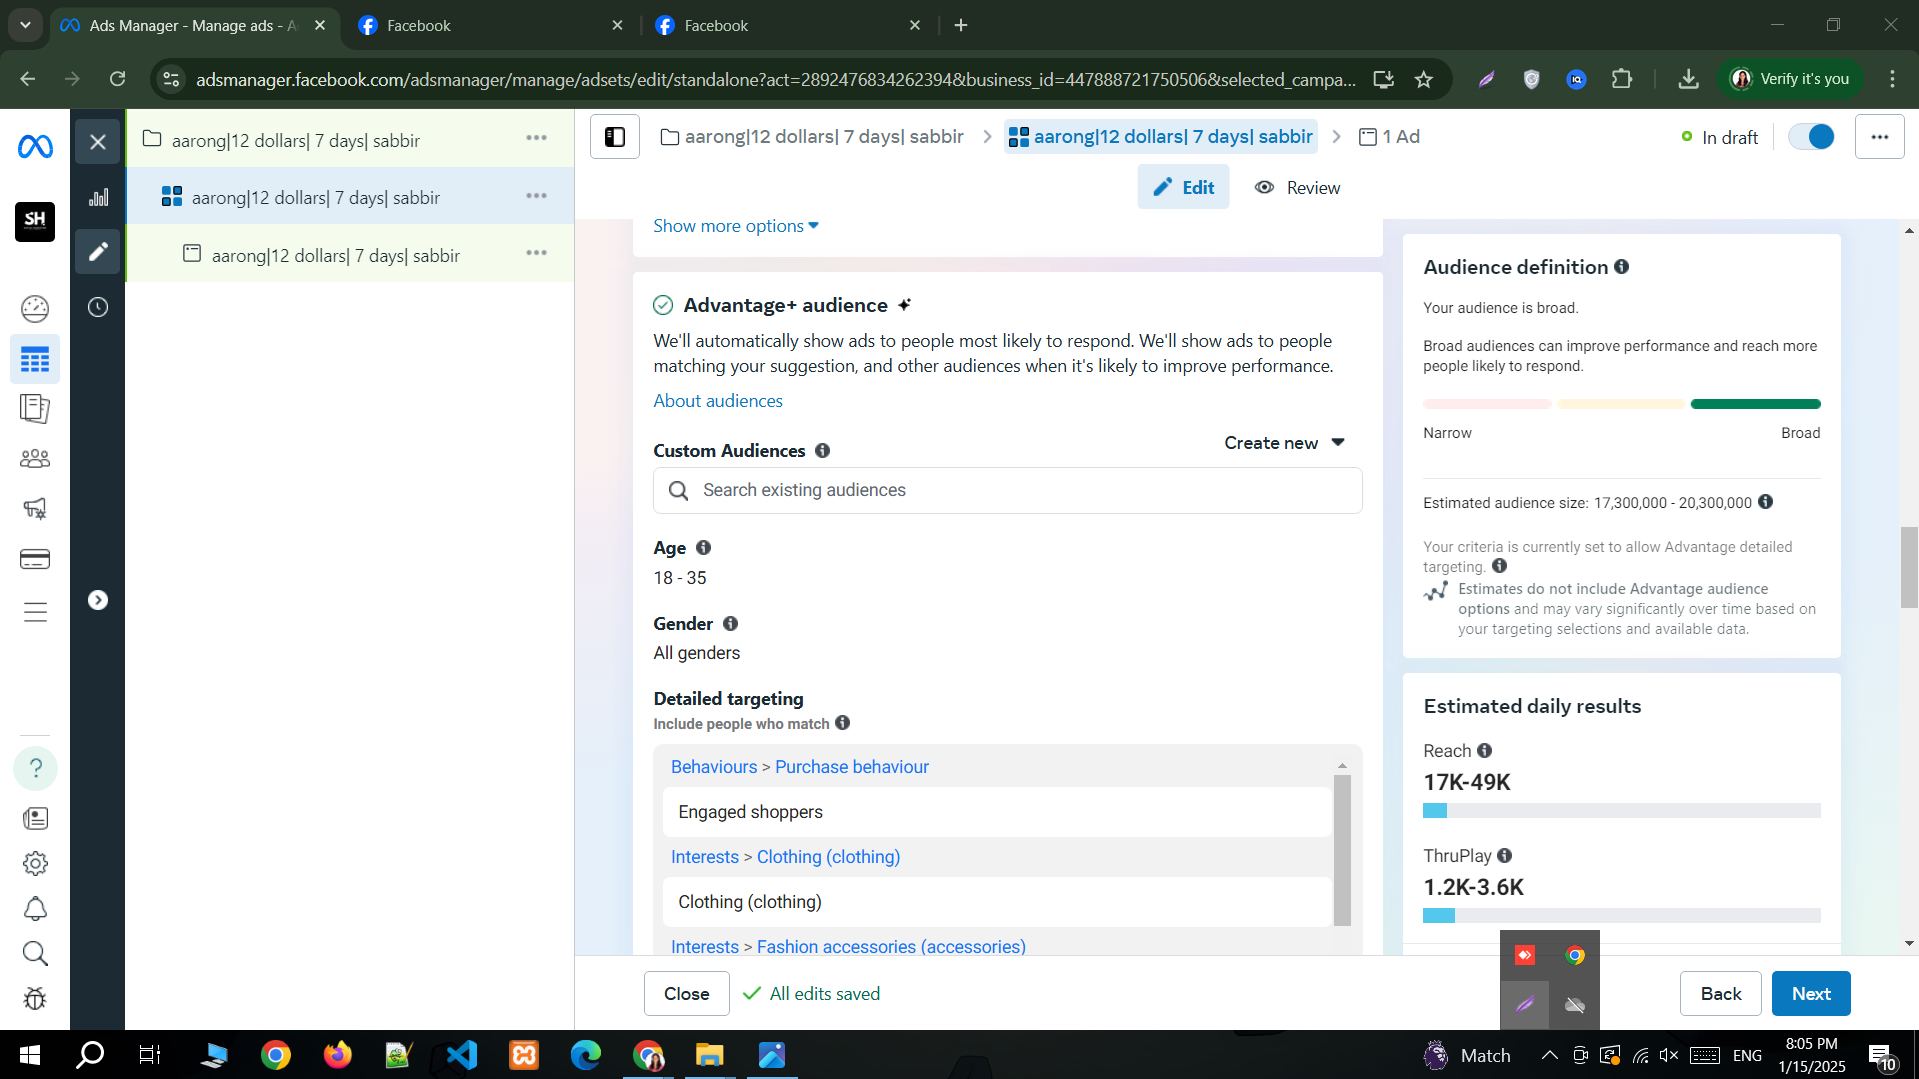 Ads Manager - Manage ads - A
Facebook
Facebook
adsmanager.facebook.com/adsmanager/manage/adsets/edit/standalone?act=2892476834262394&business_id=447888721750506&selected_campa...
Verify it's you
SH
aarong|12 dollars| 7 days| sabbir
aarong|12 dollars| 7 days| sabbir
aarong|12 dollars| 7 days| sabbir
aarong|12 dollars| 7 days| sabbir
aarong|12 dollars| 7 days| sabbir
1 Ad
In draft
Edit
Review
Show more options
Advantage+ audience
We'll automatically show ads to people most likely to respond. We'll show ads to people
matching your suggestion, and other audiences when it's likely to improve performance.
About audiences
Custom Audiences
Create new
Search existing audiences
Age
18 - 35
Gender
All genders
Detailed targeting
Include people who match
Behaviours > Purchase behaviour
Engaged shoppers
Interests > Clothing (clothing)
Clothing (clothing)
Interests > Fashion accessories (accessories)
Audience definition
Your audience is broad.
Broad audiences can improve performance and reach more
people likely to respond.
Narrow
Broad
Estimated audience size: 17,300,000 - 20,300,000
Your criteria is currently set to allow Advantage detailed
targeting.
Estimates do not include Advantage audience
options and may vary significantly over time based on
your targeting selections and available data.
Estimated daily results
Reach
17K-49K
ThruPlay
1.2K-3.6K
Close
All edits saved
Back
Next
Match
ENG
8:05 PM
1/15/2025
10